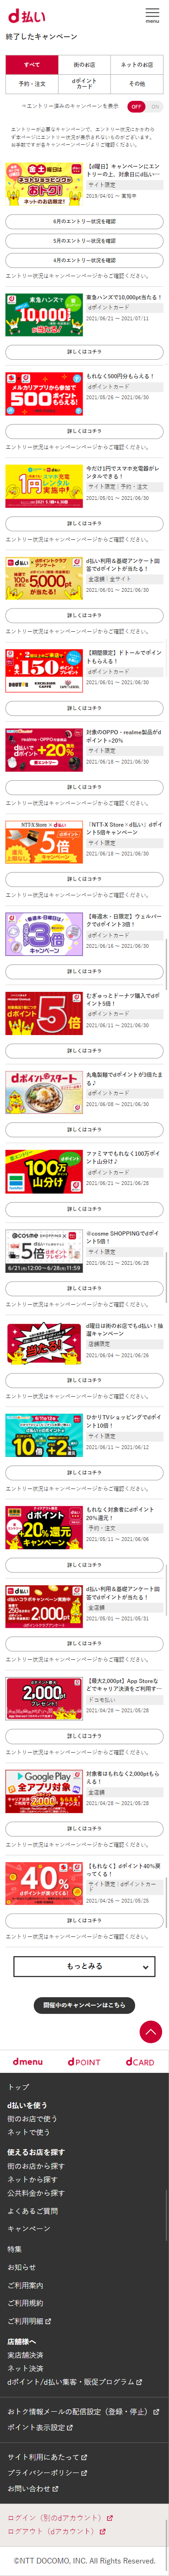 d払い
menu
終了したキャンペーン
すべて
街のお店
ネットのお店
予約・注文
dポイント
カード
その他
→エントリー済みのキャンペーンを表示
OFF
ON
【d曜日】キャンペーンにエン
トリーの上、対象日にd払い…
サイト限定
2019/04/01 ～ 実施中
6月のエントリー状況を確認
5月のエントリー状況を確認
4月のエントリー状況を確認
エントリー状況はキャンペーンページからご確認ください。
東急ハンズで10,000pt当たる！
dポイントカード
2021/06/21 ～ 2021/07/11
詳しくはコチラ
もれなく500円分もらえる！
dポイントカード
2021/05/26 ～ 2021/06/30
詳しくはコチラ
エントリー状況はキャンペーンページからご確認ください。
今だけ1円でスマホ充電器がレ
ンタルできる！
サイト限定｜予約・注文
2021/05/01 ～ 2021/06/30
詳しくはコチラ
エントリー状況はキャンペーンページからご確認ください。
d払い利用＆基礎アンケート回
答でdポイントが当たる！
全店舗｜全サイト
2021/06/01 ～ 2021/06/30
詳しくはコチラ
エントリー状況はキャンペーンページからご確認ください。
【期間限定】ドトールでポイン
トもらえる！
dポイントカード
2021/06/01 ～ 2021/06/30
詳しくはコチラ
対象のOPPO・realme製品がd
ポイント+20%
サイト限定
2021/06/18 ～ 2021/06/30
詳しくはコチラ
エントリー状況はキャンペーンページからご確認ください。
「NTT-X Store×d払い」dポイ
ント5倍キャンペーン
サイト限定
2021/06/18 ～ 2021/06/30
詳しくはコチラ
エントリー状況はキャンペーンページからご確認ください。
【毎週木・日限定】ウェルパー
クでdポイント3倍！
dポイントカード
2021/06/16 ～ 2021/06/30
詳しくはコチラ
むぎゅっとドーナツ購入でdポ
イント5倍！
dポイントカード
2021/06/11 ～ 2021/06/30
詳しくはコチラ
丸亀製麺でdポイントが3倍たま
る♪
dポイントカード
2021/06/08 ～ 2021/06/30
詳しくはコチラ
ファミマでもれなく100万ポイ
ント山分け♪
dポイントカード
2021/06/21 ～ 2021/06/28
詳しくはコチラ
@cosme SHOPPINGでdポイ
ント5倍！
サイト限定
2021/06/21 ～ 2021/06/28
詳しくはコチラ
エントリー状況はキャンペーンページからご確認ください。
d曜日は街のお店でもd払い！抽
選キャンペーン
店舗限定
2021/06/04 ～ 2021/06/26
詳しくはコチラ
エントリー状況はキャンペーンページからご確認ください。
ひかりTVショッピングでdポイ
ント10倍！
サイト限定
2021/06/11 ～ 2021/06/12
詳しくはコチラ
エントリー状況はキャンペーンページからご確認ください。
もれなく対象者にdポイント
20%還元！
予約・注文
2021/05/11 ～ 2021/06/06
詳しくはコチラ
d払い利用＆基礎アンケート回
答でdポイントが当たる！
全店舗
2021/05/01 ～ 2021/05/31
詳しくはコチラ
エントリー状況はキャンペーンページからご確認ください。
【最大2,000pt】App Storeな
どでキャリア決済をご利用す…
ドコモ払い
2021/04/28 ～ 2021/05/28
詳しくはコチラ
エントリー状況はキャンペーンページからご確認ください。
対象者はもれなく2,000ptもら
える！
全店舗
2021/04/28 ～ 2021/05/28
詳しくはコチラ
エントリー状況はキャンペーンページからご確認ください。
【もれなく】dポイント40%戻
ってくる！
サイト限定｜dポイントカー
ド
2021/04/26 ～ 2021/05/25
詳しくはコチラ
エントリー状況はキャンペーンページからご確認ください。
もっとみる
開催中のキャンペーンはこちら
dmenu
d POINT
d CARD
トップ
d払いを使う
街のお店で使う
ネットで使う
使えるお店を探す
街のお店から探す
ネットから探す
公共料金から探す
よくあるご質問
キャンペーン
特集
お知らせ
ご利用案内
ご利用規約
ご利用明細
店舗様へ
実店舗決済
ネット決済
dポイント/d払い集客・販促プログラム
おトク情報メールの配信設定（登録・停止）
ポイント表示設定
サイト利用にあたって
プライバシーポリシー
お問い合わせ
ログイン（別のdアカウント）
ログアウト（dアカウント）
©NTT DOCOMO, INC. All Rights Reserved.